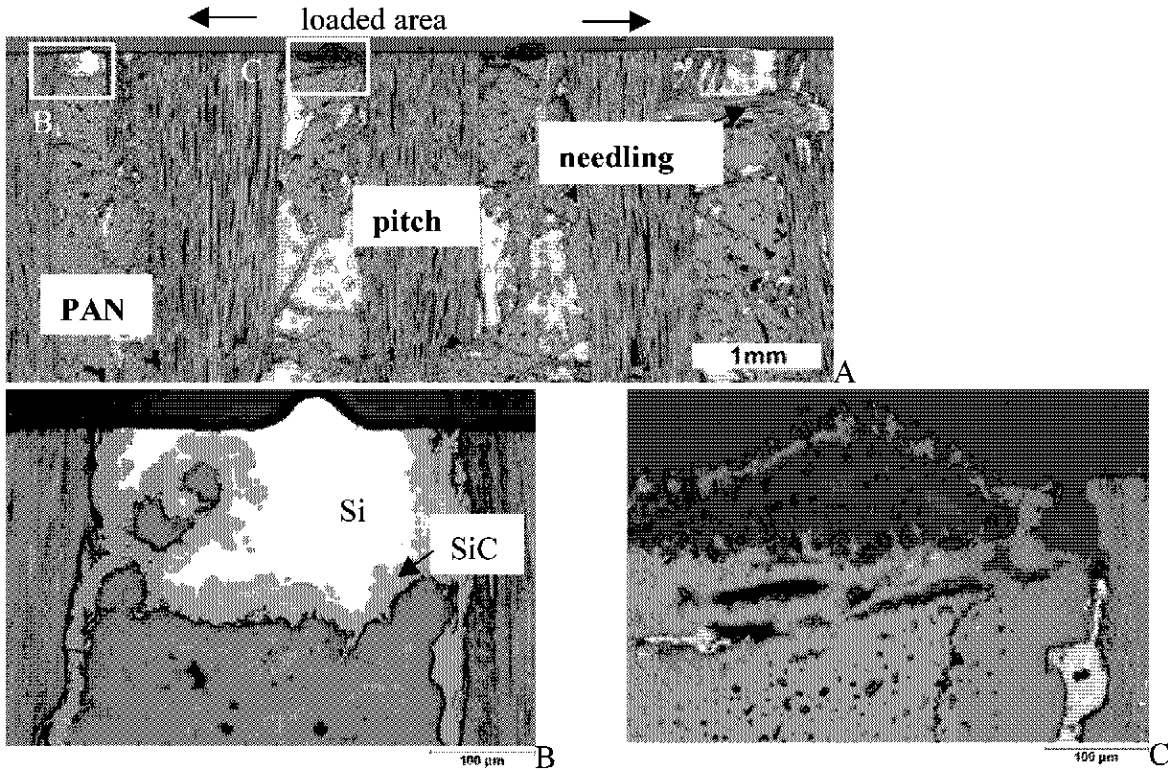 loaded area
C
B
needling
pitch
PAN
1mm
A
Si
SiC
100 µm
B
100 µm
C